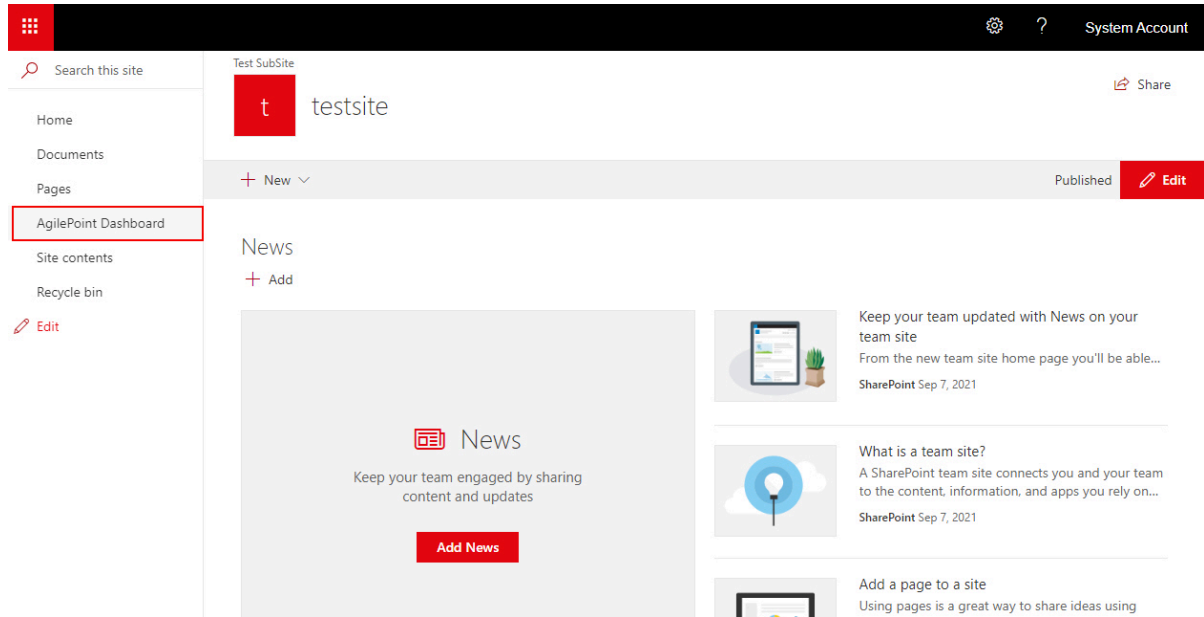 ? System Account
Search this site
Home
Documents
Pages
AgilePoint Dashboard
Site contents
Recycle bin
Edit
Test SubSite
t testsite
Share
New
Published Edit
News
Add
News
Keep your team engaged by sharing
content and updates
Add News
Keep your team updated with News on your
team site
From the new team site home page you'll be able...
SharePoint Sep 7, 2021
What is a team site?
A SharePoint team site connects you and your team
to the content, information, and apps you rely on...
SharePoint Sep 7, 2021
Add a page to a site
Using pages is a great way to share ideas using